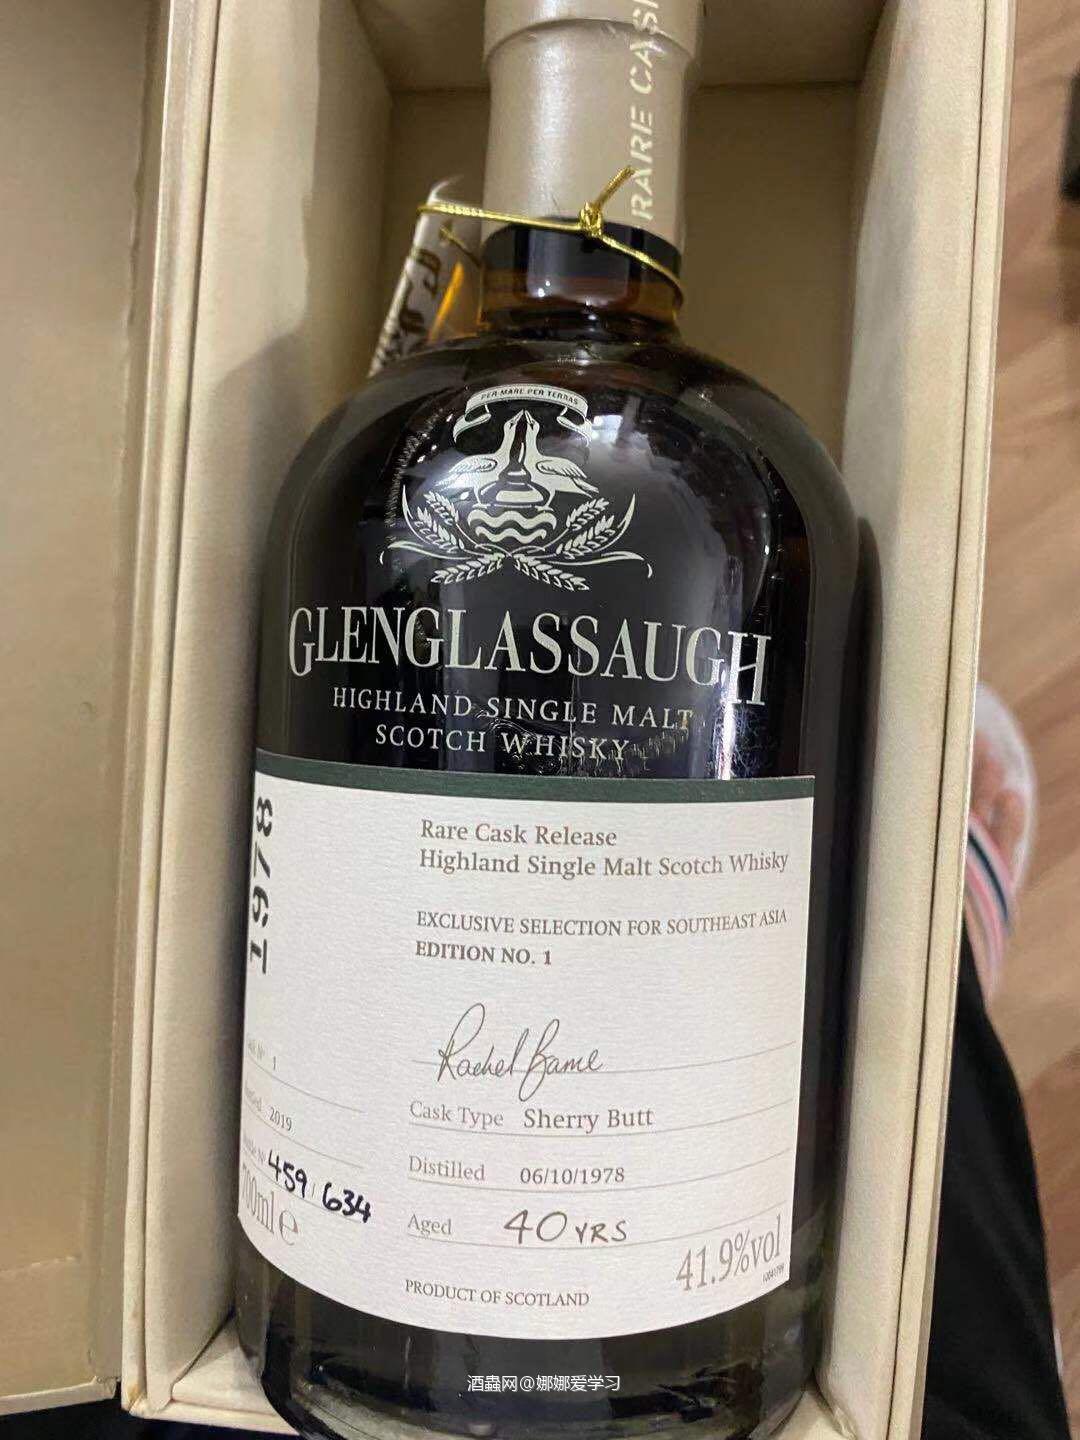 RARE CASK
PER MARE PER TERRAS
GLENGLASSAUGH
HIGHLAND SINGLE MALT
SCOTCH WHISKY
1978
Rare Cask Release
Highland Single Malt Scotch Whisky
EXCLUSIVE SELECTION FOR SOUTHEAST ASIA
EDITION NO. 1
Rachel Barrie
Cask Type Sherry Butt
Distilled 06/10/1978
Aged 40 YRS
41.9%vol
PRODUCT OF SCOTLAND
Nº 1
2019
Nº 459 / 634
700ml e
酒蟲网@娜娜爱学习